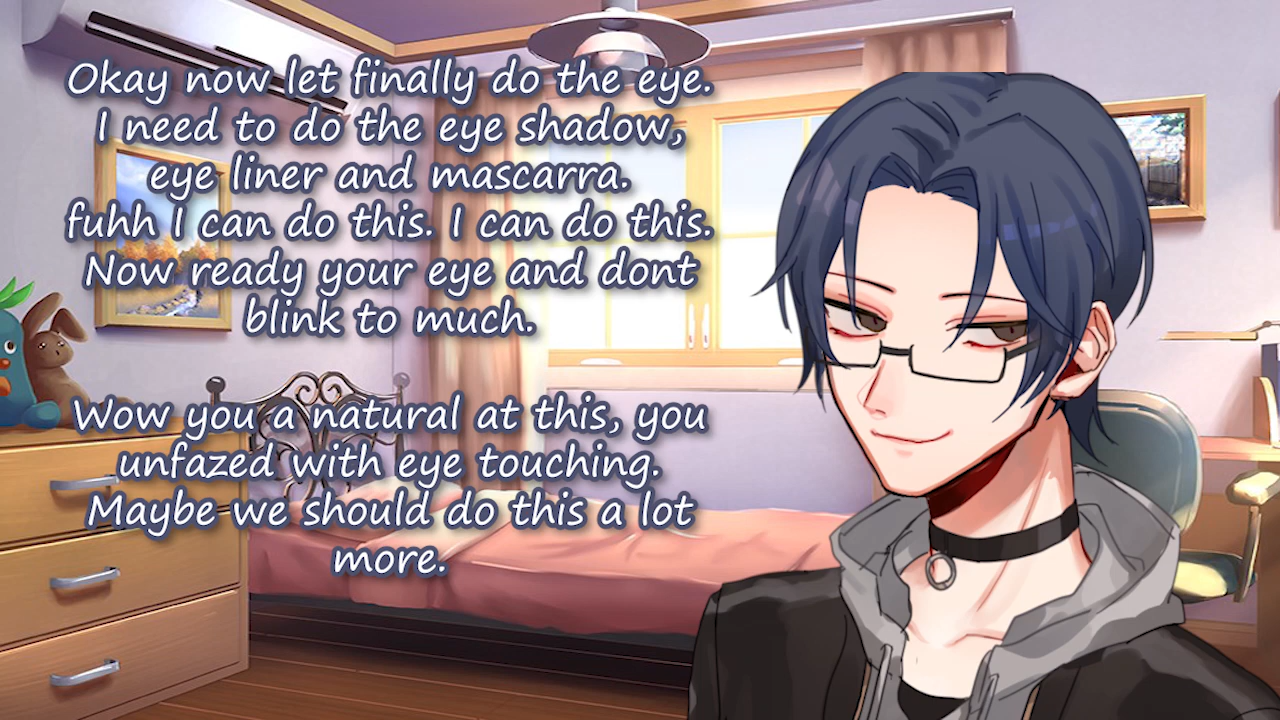 Okay now let finally do the eye.
I need to do the eye shadow,
eye liner and mascarra.
fuhh I can do this. I can do this.
Now ready your eye and dont
blink to much.
Wow you a natural at this, you
unfazed with eye touching.
Maybe we should do this a lot
more.